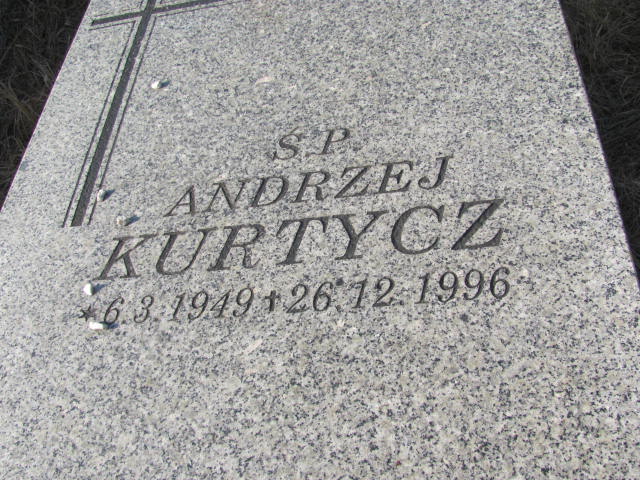 Ś.P.
ANDRZEJ
KURTYCZ
* 6.3.1949 ✝ 26.12.1996